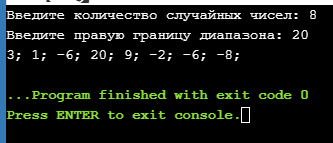 Введите количество случайных чисел: 8
Введите правую границу диапазона: 20
3; 1; -6; 20; 9; -2; -6; -8;
...Program finished with exit code 0
Press ENTER to exit console.